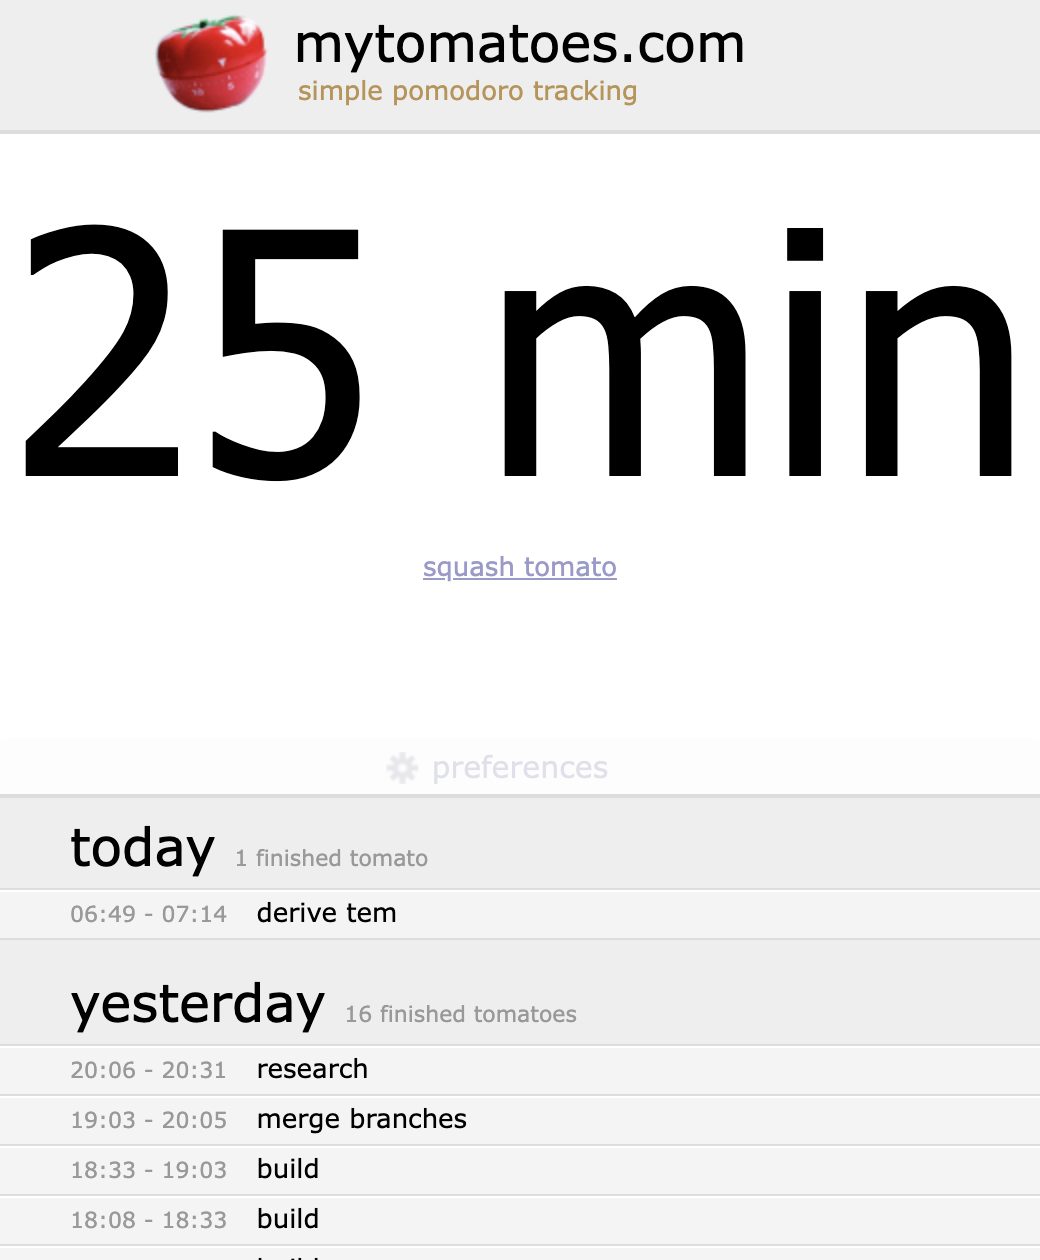 mytomatoes.com
simple pomodoro tracking
10 5
25 min
squash tomato
preferences
today 1 finished tomato
06:49 - 07:14 derive tem
yesterday 16 finished tomatoes
20:06 - 20:31 research
19:03 - 20:05 merge branches
18:33 - 19:03 build
18:08 - 18:33 build